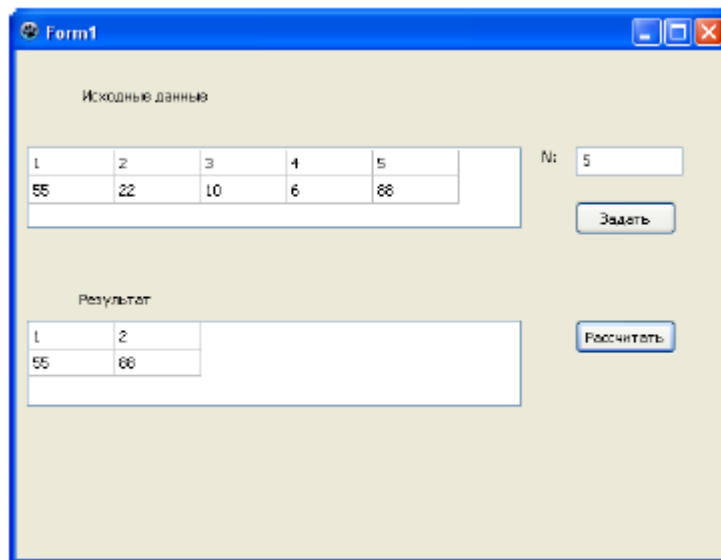 Form1
Исходные данные
1 2 3 4 5
55 22 10 6 88
N: 5
Задать
Результат
1 2
55 88
Рассчитать